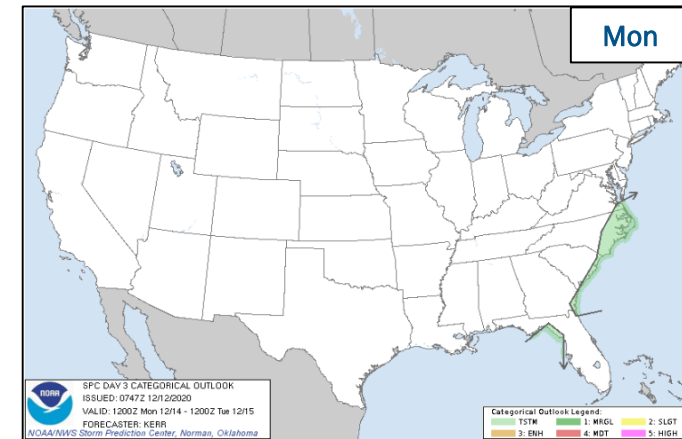 Mon
NOAA
SPC DAY 3 CATEGORICAL OUTLOOK
ISSUED: 0747Z 12/12/2020
VALID: 1200Z Mon 12/14 - 1200Z Tue 12/15
FORECASTER: KERR
NOAA/NWS Storm Prediction Center, Norman, Oklahoma
Categorical Outlook Legend:
TSTM 1: MRGL 2: SLGT
3: ENH 4: MDT 5: HIGH